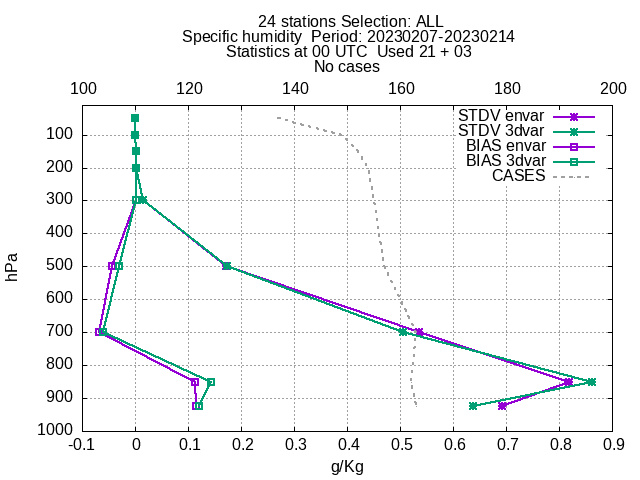 24 stations Selection: ALL
Specific humidity  Period: 20230207-20230214
Statistics at 00 UTC  Used 21 + 03
No cases
100 120 140 160 180 200
STDV envar
STDV 3dvar
BIAS envar
BIAS 3dvar
CASES
100
200
300
400
500
600
700
800
900
1000
hPa
-0.1 0 0.1 0.2 0.3 0.4 0.5 0.6 0.7 0.8 0.9
g/Kg